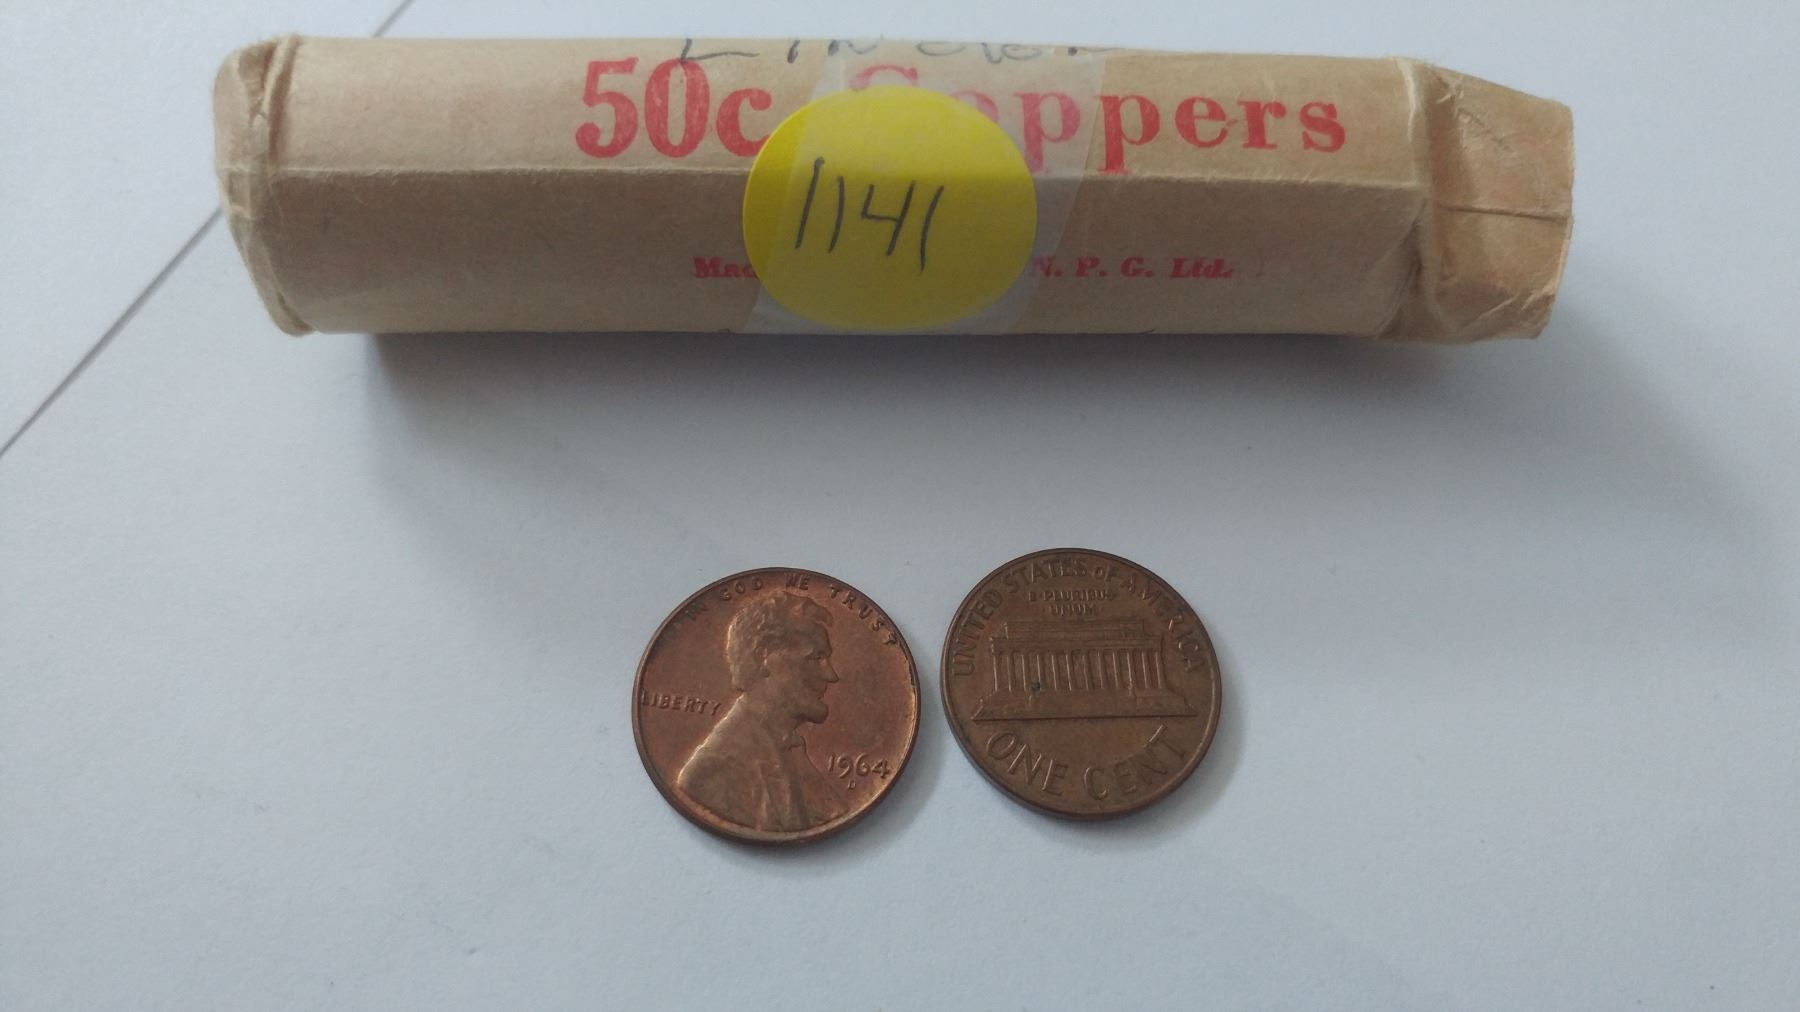 50c Coppers
1141
N. P. G. Ltd.
IN GOD WE TRUST
LIBERTY
1964
D
UNITED STATES OF AMERICA
E·PLURIBUS·
UNUM
ONE CENT